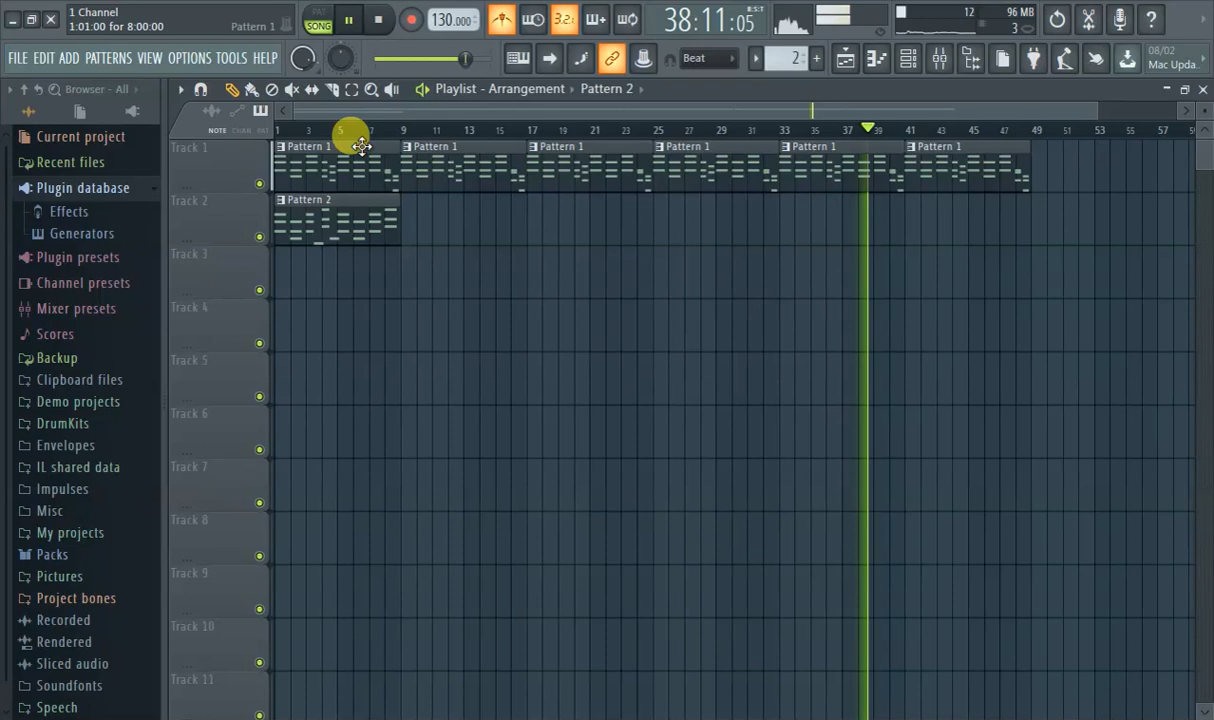 1 Channel
1:01:00 for 8:00:00 Pattern 1
PAT
SONG
130.000
3.2.
38:11:05
B:S:T
12 96 MB
3
FILE EDIT ADD PATTERNS VIEW OPTIONS TOOLS HELP
Beat
2
08/02
Mac Upda..
Browser - All
Playlist - Arrangement Pattern 2
NOTE CHAN PAT
1 3 5 7 9 11 13 15 17 19 21 23 25 27 29 31 33 35 37 39 41 43 45 47 49 51 53 55 57 59
Current project
Recent files
Plugin database
Effects
Generators
Plugin presets
Channel presets
Mixer presets
Scores
Backup
Clipboard files
Demo projects
DrumKits
Envelopes
IL shared data
Impulses
Misc
My projects
Packs
Pictures
Project bones
Recorded
Rendered
Sliced audio
Soundfonts
Speech
Track 1
Pattern 1 Pattern 1 Pattern 1 Pattern 1 Pattern 1 Pattern 1
Track 2
Pattern 2
Track 3
Track 4
Track 5
Track 6
Track 7
Track 8
Track 9
Track 10
Track 11